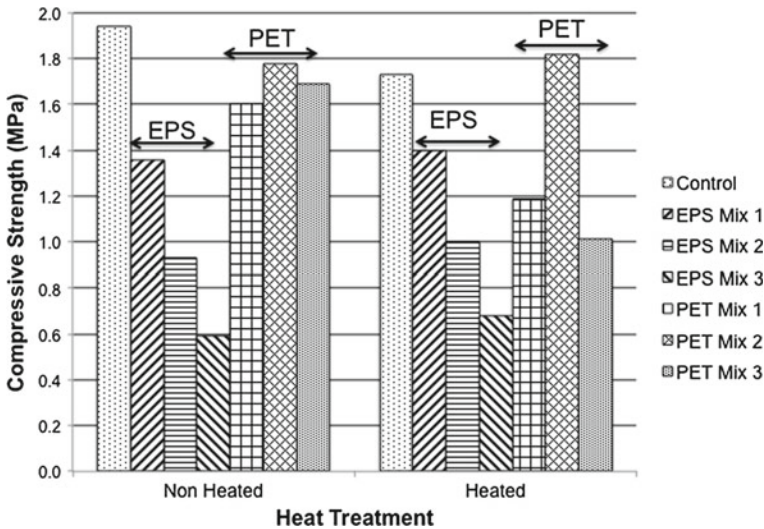 Compressive Strength (MPa)
2.0
1.8
1.6
1.4
1.2
1.0
0.8
0.6
0.4
0.2
0.0
EPS
PET
EPS
PET
Non Heated
Heated
Heat Treatment
Control
EPS Mix 1
EPS Mix 2
EPS Mix 3
PET Mix 1
PET Mix 2
PET Mix 3